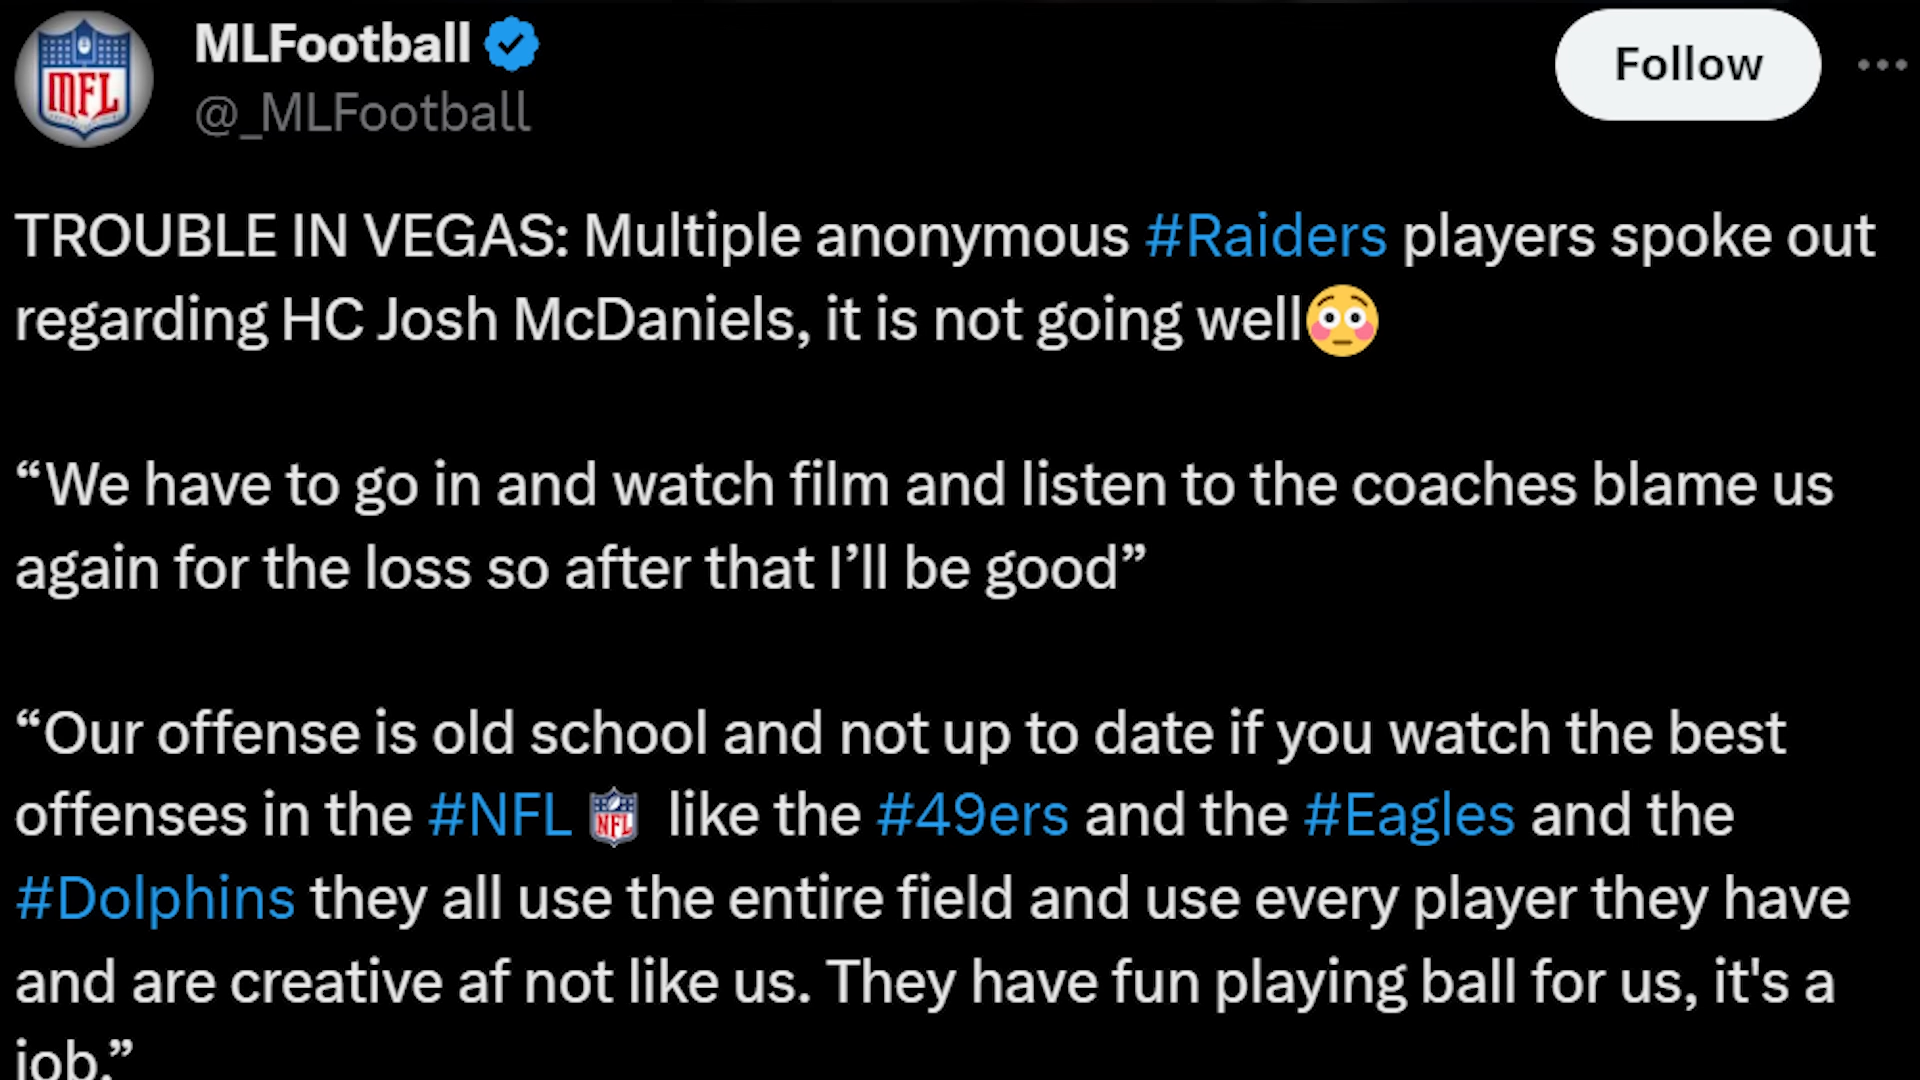 MLFootball
@_MLFootball
Follow
MFL
TROUBLE IN VEGAS: Multiple anonymous #Raiders players spoke out
regarding HC Josh McDaniels, it is not going well😳
“We have to go in and watch film and listen to the coaches blame us
again for the loss so after that I’ll be good”
“Our offense is old school and not up to date if you watch the best
offenses in the #NFL NFL like the #49ers and the #Eagles and the
#Dolphins they all use the entire field and use every player they have
and are creative af not like us. They have fun playing ball for us, it's a
job.”